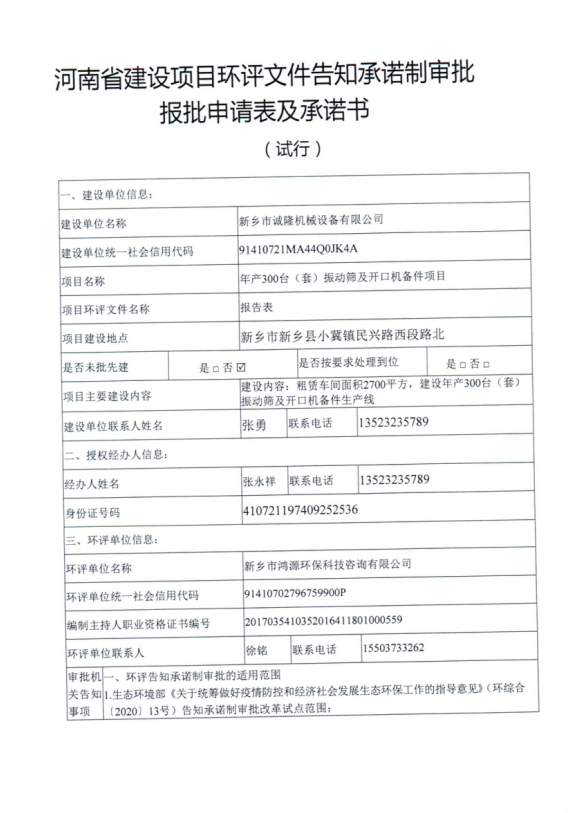 河南省建设项目环评文件告知承诺制审批
报批申请表及承诺书
（试行）
一、建设单位信息：
建设单位名称 新乡市诚隆机械设备有限公司
建设单位统一社会信用代码 91410721MA44Q0JK4A
项目名称 年产300台（套）振动筛及开口机备件项目
项目环评文件名称 报告表
项目建设地点 新乡市新乡县小冀镇民兴路西段路北
是否未批先建 是□否☑ 是否按要求处理到位 是□否□
项目主要建设内容 建设内容：租赁车间面积2700平方，建设年产300台（套）
振动筛及开口机备件生产线
建设单位联系人姓名 张勇 联系电话 13523235789
二、授权经办人信息：
经办人姓名 张永祥 联系电话 13523235789
身份证号码 410721197409252536
三、环评单位信息：
环评单位名称 新乡市鸿源环保科技咨询有限公司
环评单位统一社会信用代码 91410702796759900P
编制主持人职业资格证书编号 2017035410352016411801000559
环评单位联系人 徐铭 联系电话 15503733262
审批机 一、环评告知承诺制审批的适用范围
关告知 1.生态环境部《关于统筹做好疫情防控和经济社会发展生态环保工作的指导意见》（环综合
事项 〔2020〕13号）告知承诺制审批改革试点范围；